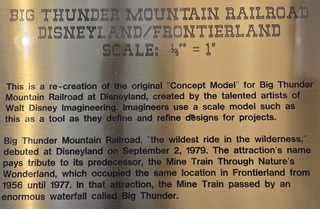 BIG THUNDER MOUNTAIN RAILROAD
DISNEYLAND/FRONTIERLAND
SCALE: ¼" = 1'
This is a re-creation of the original "Concept Model" for Big Thunder
Mountain Railroad at Disneyland, created by the talented artists of
Walt Disney Imagineering. Imagineers use a scale model such as
this as a tool as they define and refine designs for projects.
Big Thunder Mountain Railroad. "the wildest ride in the wilderness,"
debuted at Disneyland on September 2, 1979. The attraction's name
pays tribute to its predecessor, the Mine Train Through Nature's
Wonderland, which occupied the same location in Frontierland from
1956 until 1977. In that attraction, the Mine Train passed by an
enormous waterfall called Big Thunder.